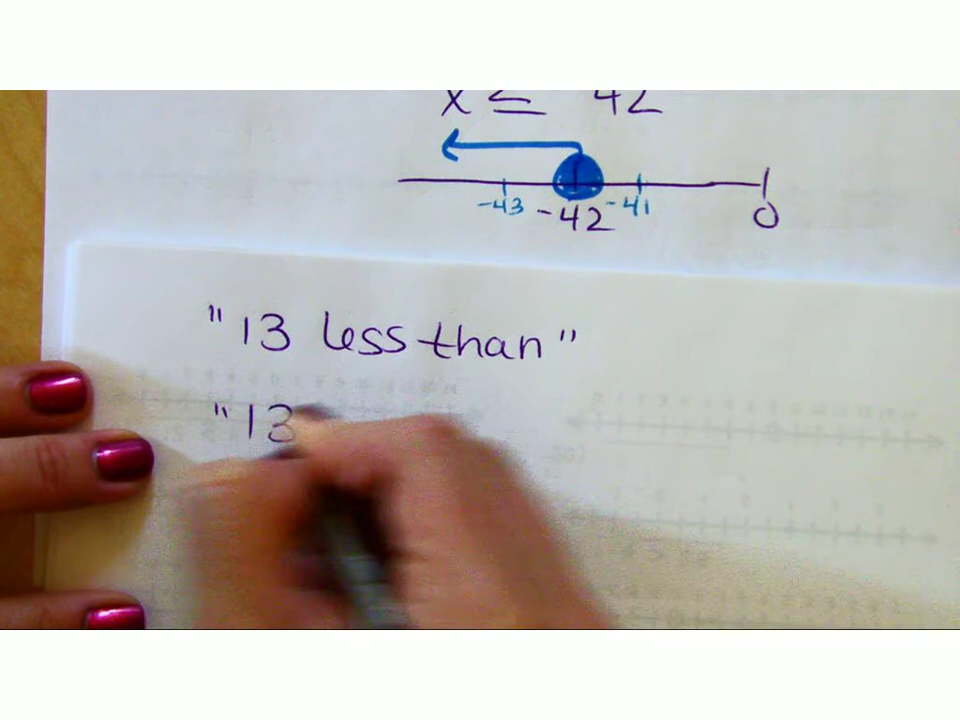 x ≤ -42
-43 -42 -41 0
"13 less than"
"13